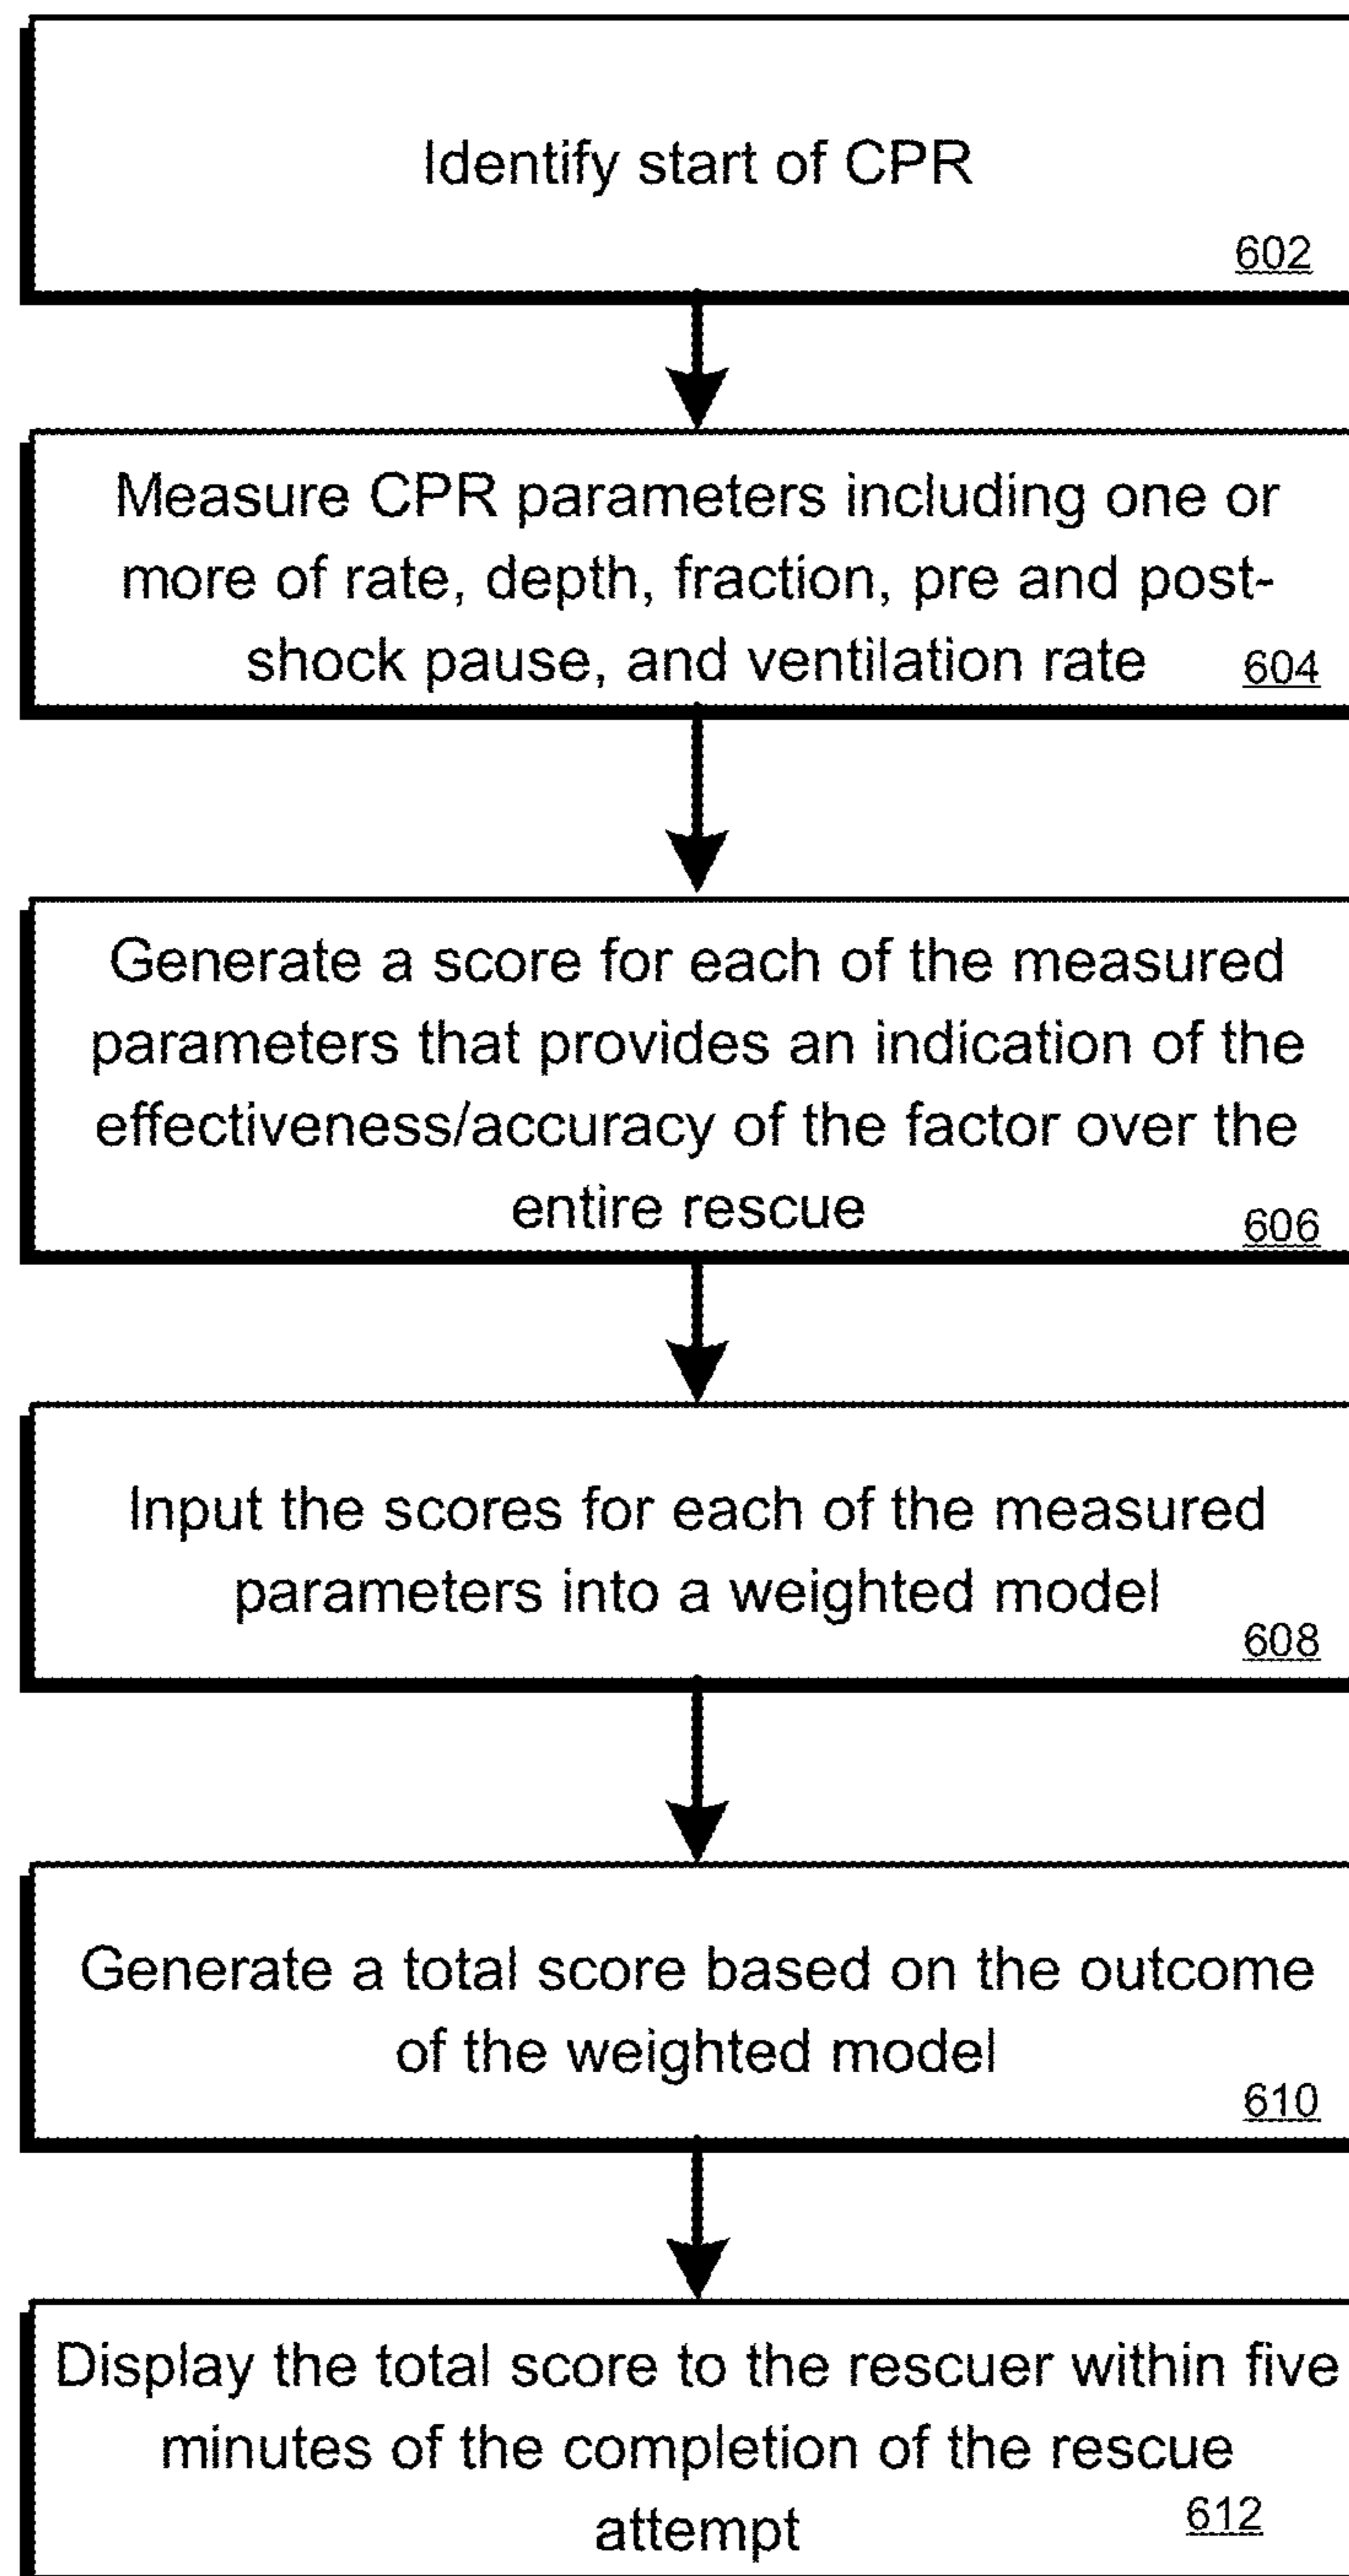 Identify start of CPR
602
Measure CPR parameters including one or
more of rate, depth, fraction, pre and post-
shock pause, and ventilation rate
604
Generate a score for each of the measured
parameters that provides an indication of the
effectiveness/accuracy of the factor over the
entire rescue
606
Input the scores for each of the measured
parameters into a weighted model
608
Generate a total score based on the outcome
of the weighted model
610
Display the total score to the rescuer within five
minutes of the completion of the rescue
attempt
612